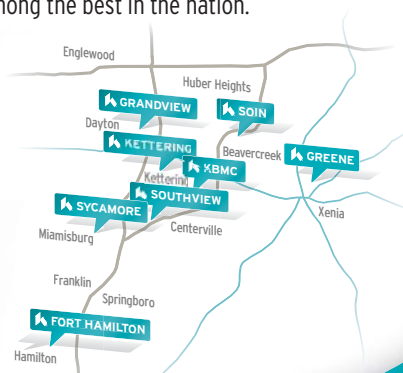 mong the best in the nation.
Englewood
Huber Heights
GRANDVIEW
SOIN
Dayton
KETTERING
Beavercreek
GREENE
Kettering
KBMC
SOUTHVIEW
SYCAMORE
Xenia
Centerville
Miamisburg
Franklin
Springboro
FORT HAMILTON
Hamilton